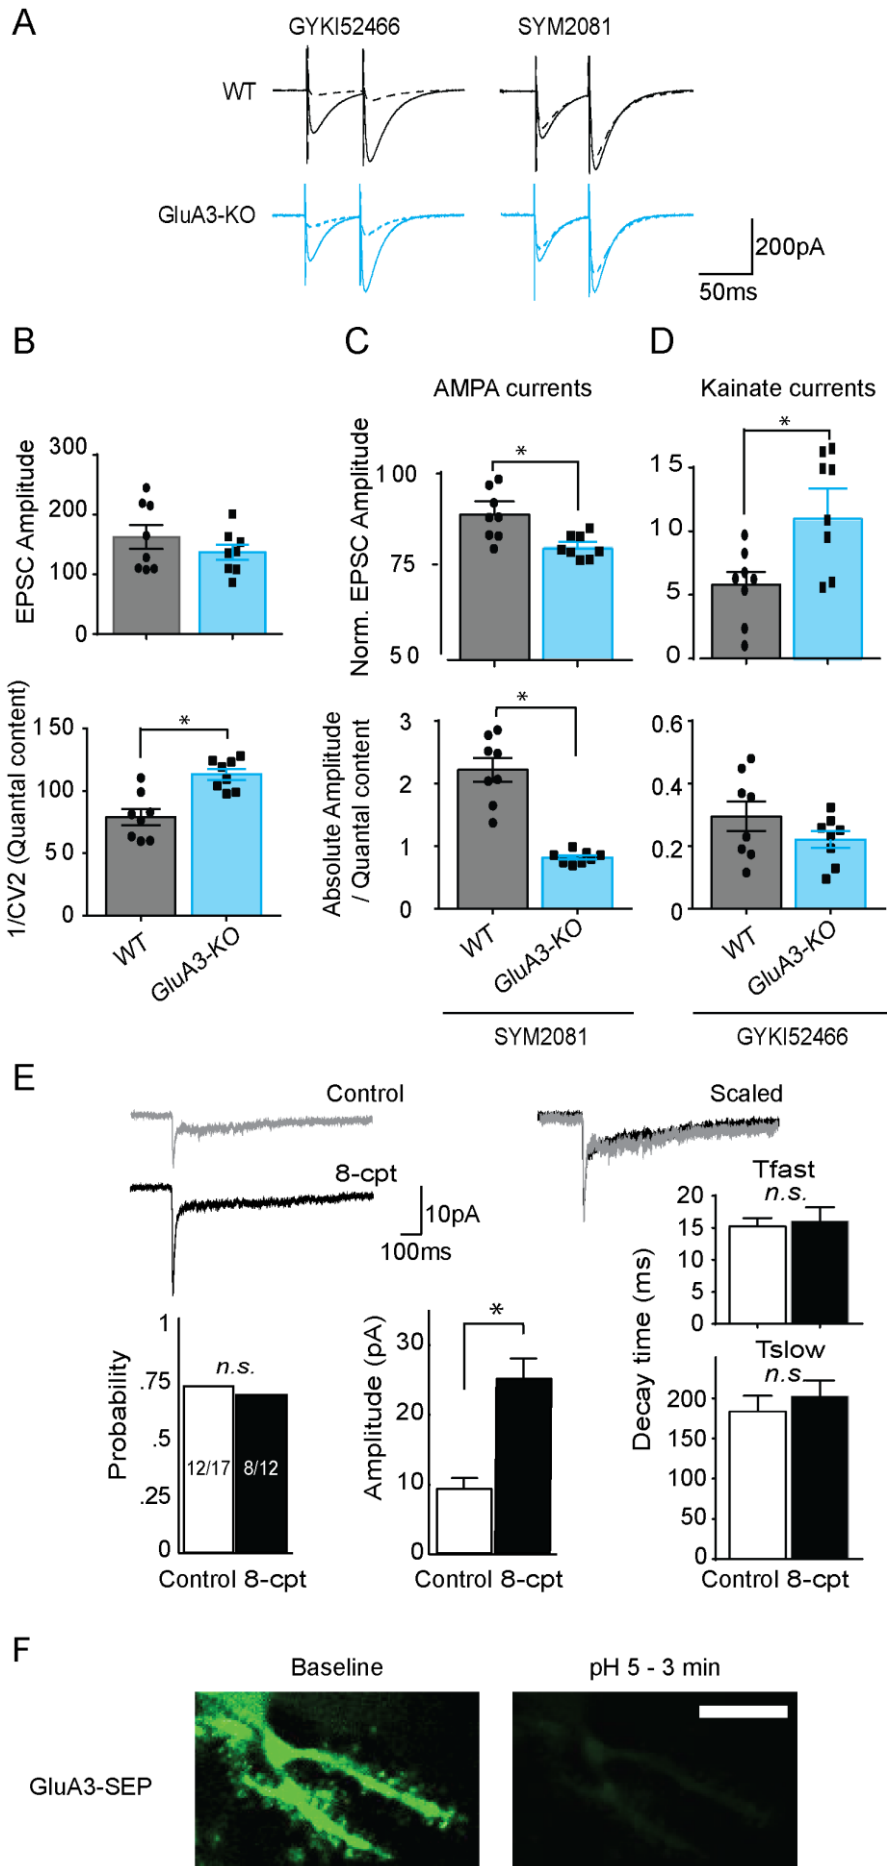 A
GYKI52466 SYM2081
WT
GluA3-KO
200pA
50ms
B C D
AMPA currents Kainate currents
EPSC Amplitude
300
200
100
0
Norm. EPSC Amplitude
100
75
50
*
15
10
5
0
*
1/CV2 (Quantal content)
150
100
50
0
*
WT GluA3-KO
Absolute Amplitude
/ Quantal content
3
2
1
0
*
WT GluA3-KO
SYM2081
0.6
0.4
0.2
0
WT GluA3-KO
GYKI52466
E
Control Scaled
8-cpt
10pA
100ms
Probability
1
.75
.5
.25
0
n.s.
12/17 8/12
Control 8-cpt
Amplitude (pA)
30
20
10
0
*
Control 8-cpt
Decay time (ms)
Tfast
n.s.
20
15
10
5
0
Tslow
n.s.
200
150
100
50
0
Control 8-cpt
F
Baseline pH 5 - 3 min
GluA3-SEP